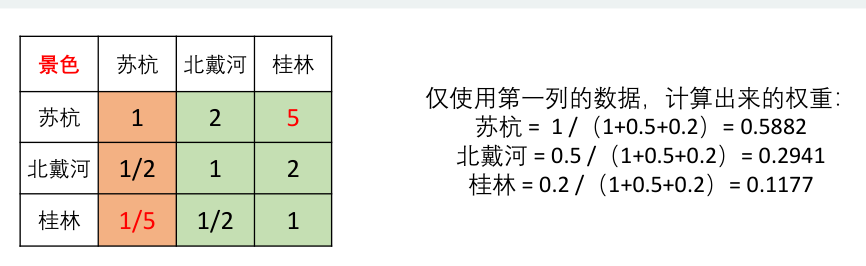 景色 苏杭 北戴河 桂林
苏杭 1 2 5
北戴河 1/2 1 2
桂林 1/5 1/2 1
仅使用第一列的数据，计算出来的权重：
苏杭 = 1 /（1+0.5+0.2）= 0.5882
北戴河 = 0.5 /（1+0.5+0.2）= 0.2941
桂林 = 0.2 /（1+0.5+0.2）= 0.1177